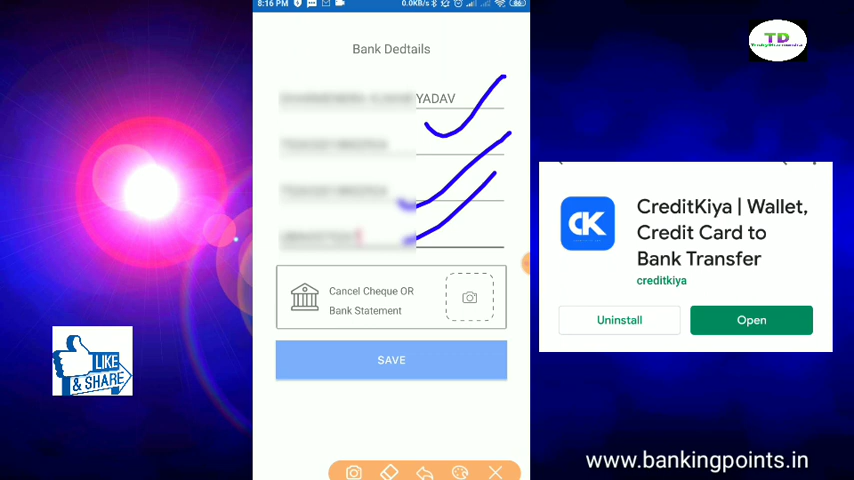 8:16 PM
0.0KB/s
Bank Dedtails
YADAV
Cancel Cheque OR
Bank Statement
SAVE
TD
LIKE
& SHARE
CreditKiya | Wallet,
Credit Card to
Bank Transfer
creditkiya
Uninstall
Open
www.bankingpoints.in